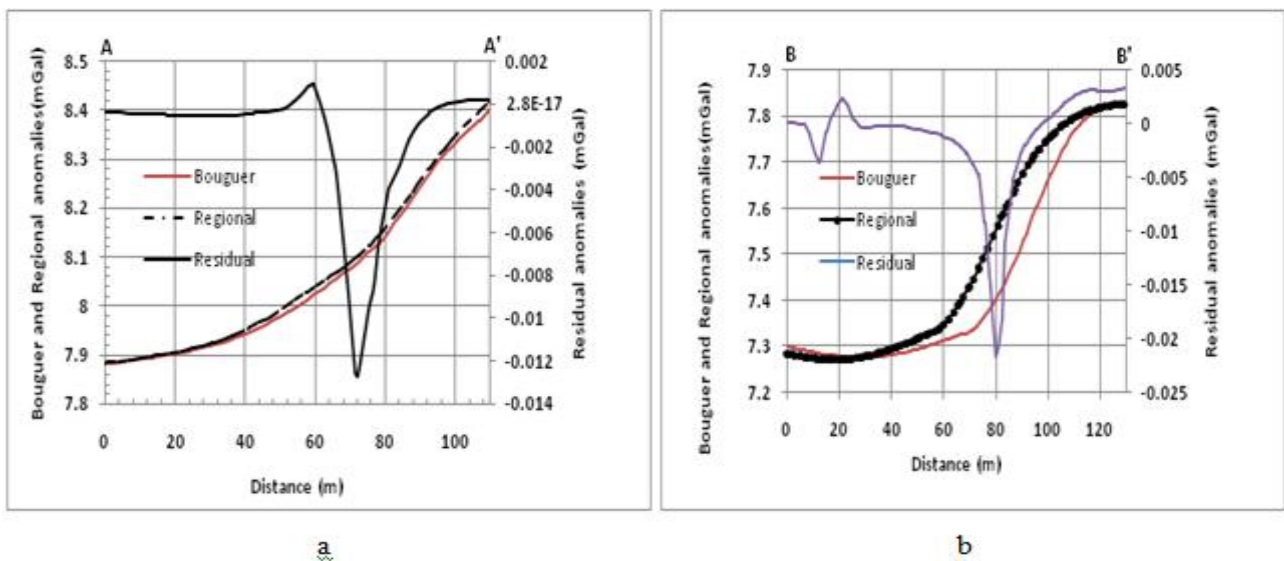 A
A'
8.5
8.4
8.3
8.2
8.1
8
7.9
7.8
Bouguer and Regional anomalies(mGal)
0.002
2.8E-17
-0.002
-0.004
-0.006
-0.008
-0.01
-0.012
-0.014
Residual anomalies (mGal)
Bouguer
Regional
Residual
0 20 40 60 80 100
Distance (m)
a
B
B'
7.9
7.8
7.7
7.6
7.5
7.4
7.3
7.2
Bouguer and Regional anomalies(mGal)
0.005
0
-0.005
-0.01
-0.015
-0.02
-0.025
Residual anomalies (mGal)
Bouguer
Regional
Residual
0 20 40 60 80 100 120
Distance (m)
b